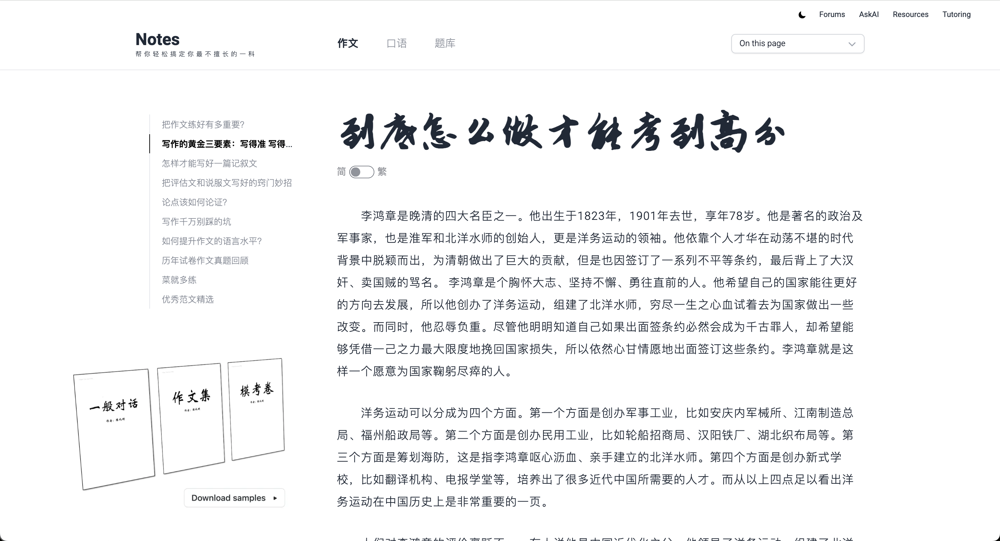 Forums AskAI Resources Tutoring
Notes
帮你轻松搞定你最不擅长的一科
作文 口语 题库
On this page
把作文练好有多重要?
写作的黄金三要素：写得准 写得...
怎样才能写好一篇记叙文
把评估文和说服文写好的窍门妙招
论点该如何论证?
写作千万别踩的坑
如何提升作文的语言水平?
历年试卷作文真题回顾
菜就多练
优秀范文精选
一般对话
作者：陈礼明
作文集
作者：陈礼明
模考卷
作者：陈礼明
Download samples
到底怎么做才能考到高分
简 繁
李鸿章是晚清的四大名臣之一。他出生于1823年，1901年去世，享年78岁。他是著名的政治及
军事家，也是淮军和北洋水师的创始人，更是洋务运动的领袖。他依靠个人才华在动荡不堪的时代
背景中脱颖而出，为清朝做出了巨大的贡献，但是也因签订了一系列不平等条约，最后背上了大汉
奸、卖国贼的骂名。 李鸿章是个胸怀大志、坚持不懈、勇往直前的人。他希望自己的国家能往更好
的方向去发展，所以他创办了洋务运动，组建了北洋水师，穷尽一生之心血试着去为国家做出一些
改变。而同时，他忍辱负重。尽管他明明知道自己如果出面签条约必然会成为千古罪人，却希望能
够凭借一己之力最大限度地挽回国家损失，所以依然心甘情愿地出面签订这些条约。李鸿章就是这
样一个愿意为国家鞠躬尽瘁的人。
洋务运动可以分成为四个方面。第一个方面是创办军事工业，比如安庆内军械所、江南制造总
局、福州船政局等。第二个方面是创办民用工业，比如轮船招商局、汉阳铁厂、湖北织布局等。第
三个方面是筹划海防，这是指李鸿章呕心沥血、亲手建立的北洋水师。第四个方面是创办新式学
校，比如翻译机构、电报学堂等，培养出了很多近代中国所需要的人才。而从以上四点足以看出洋
务运动在中国历史上是非常重要的一页。